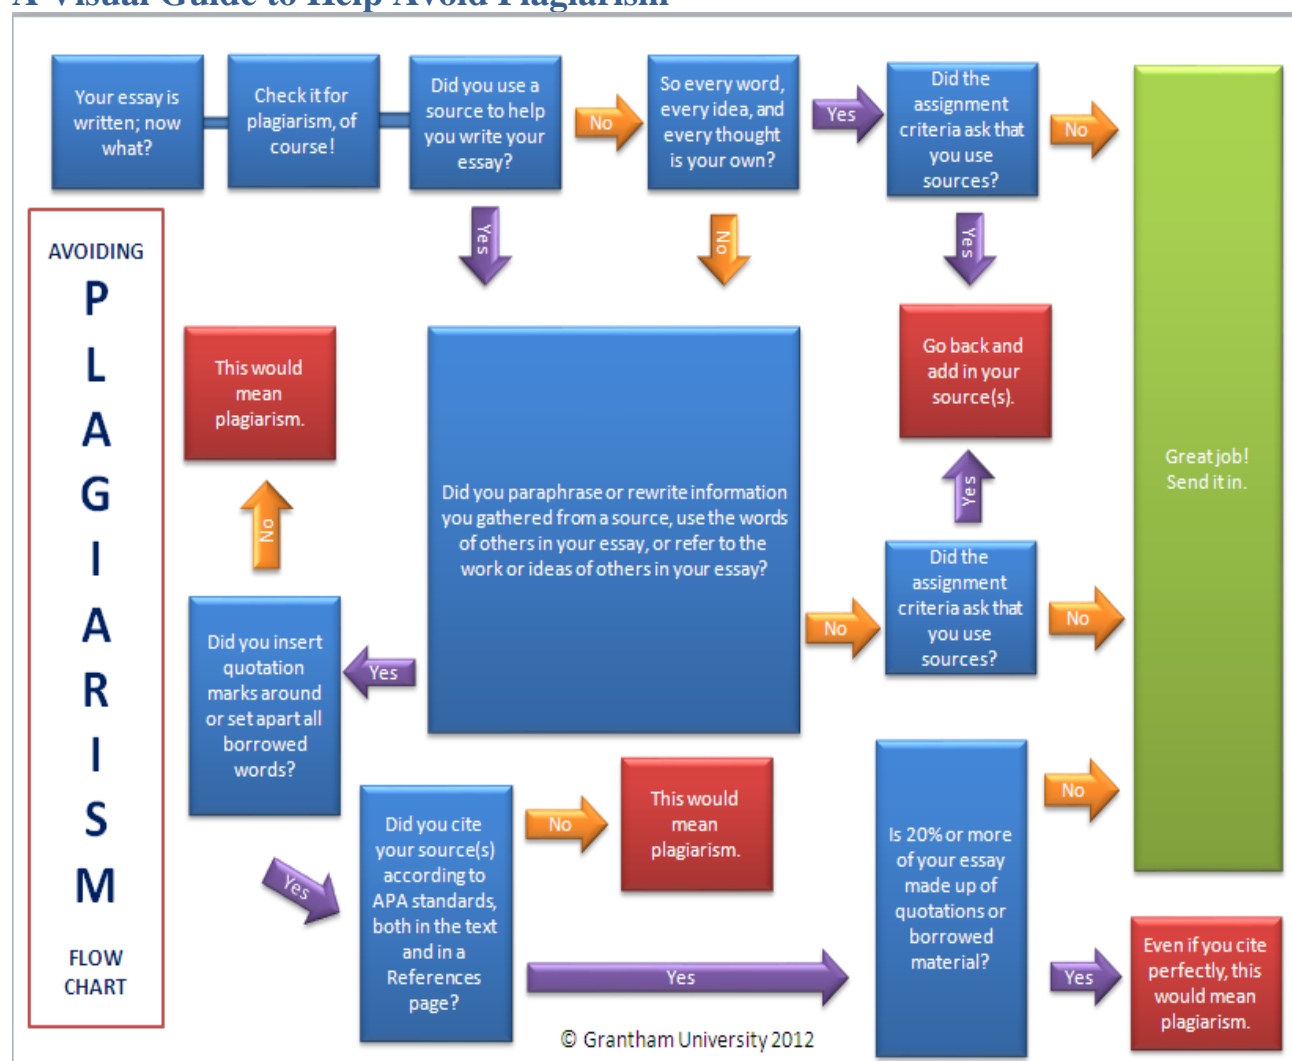 A Visual Guide to Help Avoid Plagiarism
Your essay is
written; now
what?
Check it for
plagiarism, of
course!
Did you use a
source to help
you write your
essay?
No
So every word,
every idea, and
every thought
is your own?
Yes
Did the
assignment
criteria ask that
you use
sources?
No
Great job!
Send it in.
Yes
No
Yes
AVOIDING
P
L
A
G
I
A
R
I
S
M
FLOW
CHART
This would
mean
plagiarism.
No
Did you paraphrase or rewrite information
you gathered from a source, use the words
of others in your essay, or refer to the
work or ideas of others in your essay?
Go back and
add in your
source(s).
Yes
No
Did the
assignment
criteria ask that
you use
sources?
No
Yes
Did you insert
quotation
marks around
or set apart all
borrowed
words?
Yes
Did you cite
your source(s)
according to
APA standards,
both in the text
and in a
References
page?
No
This would
mean
plagiarism.
Yes
Is 20% or more
of your essay
made up of
quotations or
borrowed
material?
No
Yes
Even if you cite
perfectly, this
would mean
plagiarism.
© Grantham University 2012